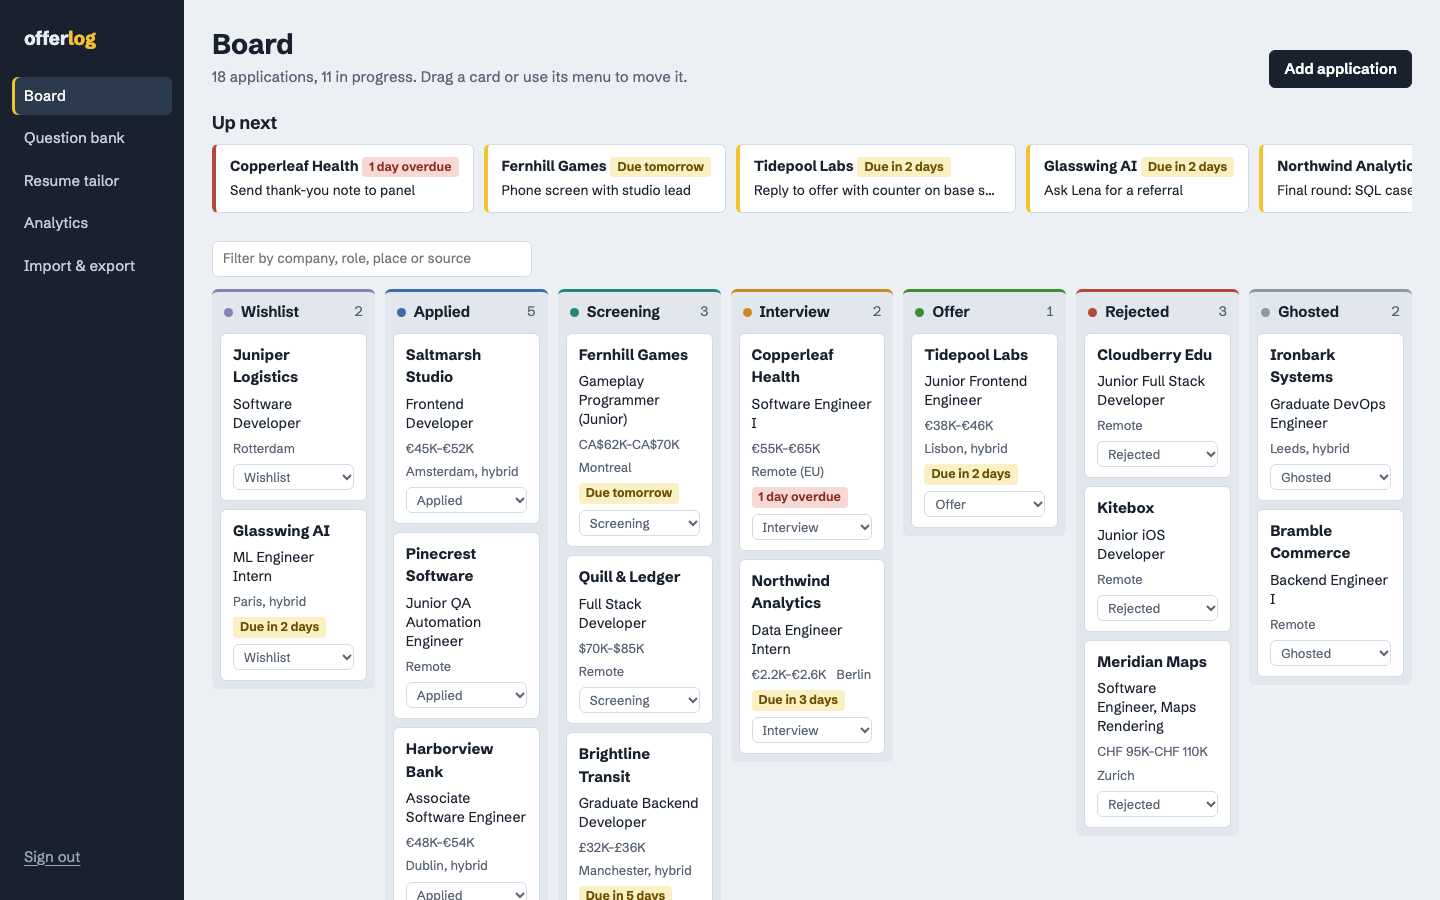 offerlog
Board
Question bank
Resume tailor
Analytics
Import & export
Sign out
Board
18 applications, 11 in progress. Drag a card or use its menu to move it.
Add application
Up next
Copperleaf Health 1 day overdue
Send thank-you note to panel
Fernhill Games Due tomorrow
Phone screen with studio lead
Tidepool Labs Due in 2 days
Reply to offer with counter on base s...
Glasswing AI Due in 2 days
Ask Lena for a referral
Northwind Analytic
Final round: SQL case
Filter by company, role, place or source
Wishlist 2
Juniper
Logistics
Software
Developer
Rotterdam
Wishlist
Glasswing AI
ML Engineer
Intern
Paris, hybrid
Due in 2 days
Wishlist
Applied 5
Saltmarsh
Studio
Frontend
Developer
€45K–€52K
Amsterdam, hybrid
Applied
Pinecrest
Software
Junior QA
Automation
Engineer
Remote
Applied
Harborview
Bank
Associate
Software Engineer
€48K–€54K
Dublin, hybrid
Applied
Screening 3
Fernhill Games
Gameplay
Programmer
(Junior)
CA$62K–CA$70K
Montreal
Due tomorrow
Screening
Quill & Ledger
Full Stack
Developer
$70K–$85K
Remote
Screening
Brightline
Transit
Graduate Backend
Developer
£32K–£36K
Manchester, hybrid
Due in 5 days
Interview 2
Copperleaf
Health
Software Engineer
I
€55K–€65K
Remote (EU)
1 day overdue
Interview
Northwind
Analytics
Data Engineer
Intern
€2.2K–€2.6K Berlin
Due in 3 days
Interview
Offer 1
Tidepool Labs
Junior Frontend
Engineer
€38K–€46K
Lisbon, hybrid
Due in 2 days
Offer
Rejected 3
Cloudberry Edu
Junior Full Stack
Developer
Remote
Rejected
Kitebox
Junior iOS
Developer
Remote
Rejected
Meridian Maps
Software
Engineer, Maps
Rendering
CHF 95K–CHF 110K
Zurich
Rejected
Ghosted 2
Ironbark
Systems
Graduate DevOps
Engineer
Leeds, hybrid
Ghosted
Bramble
Commerce
Backend Engineer
I
Remote
Ghosted